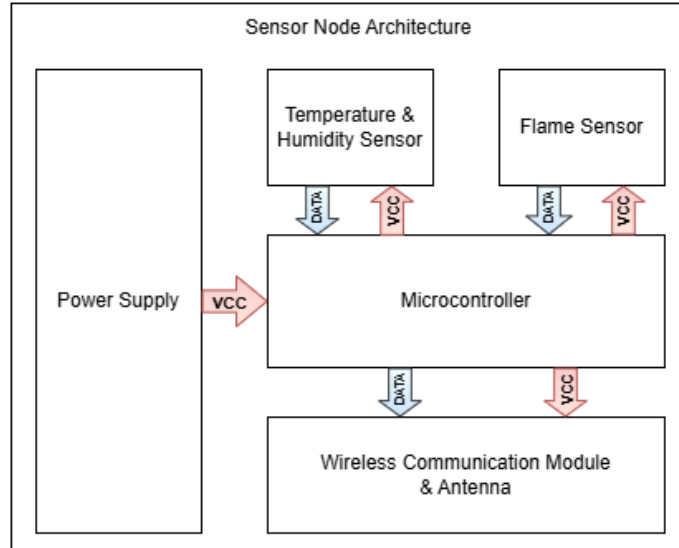 Sensor Node Architecture
Temperature &
Humidity Sensor
Flame Sensor
DATA
VCC
DATA
VCC
Power Supply
VCC
Microcontroller
DATA
VCC
Wireless Communication Module
& Antenna